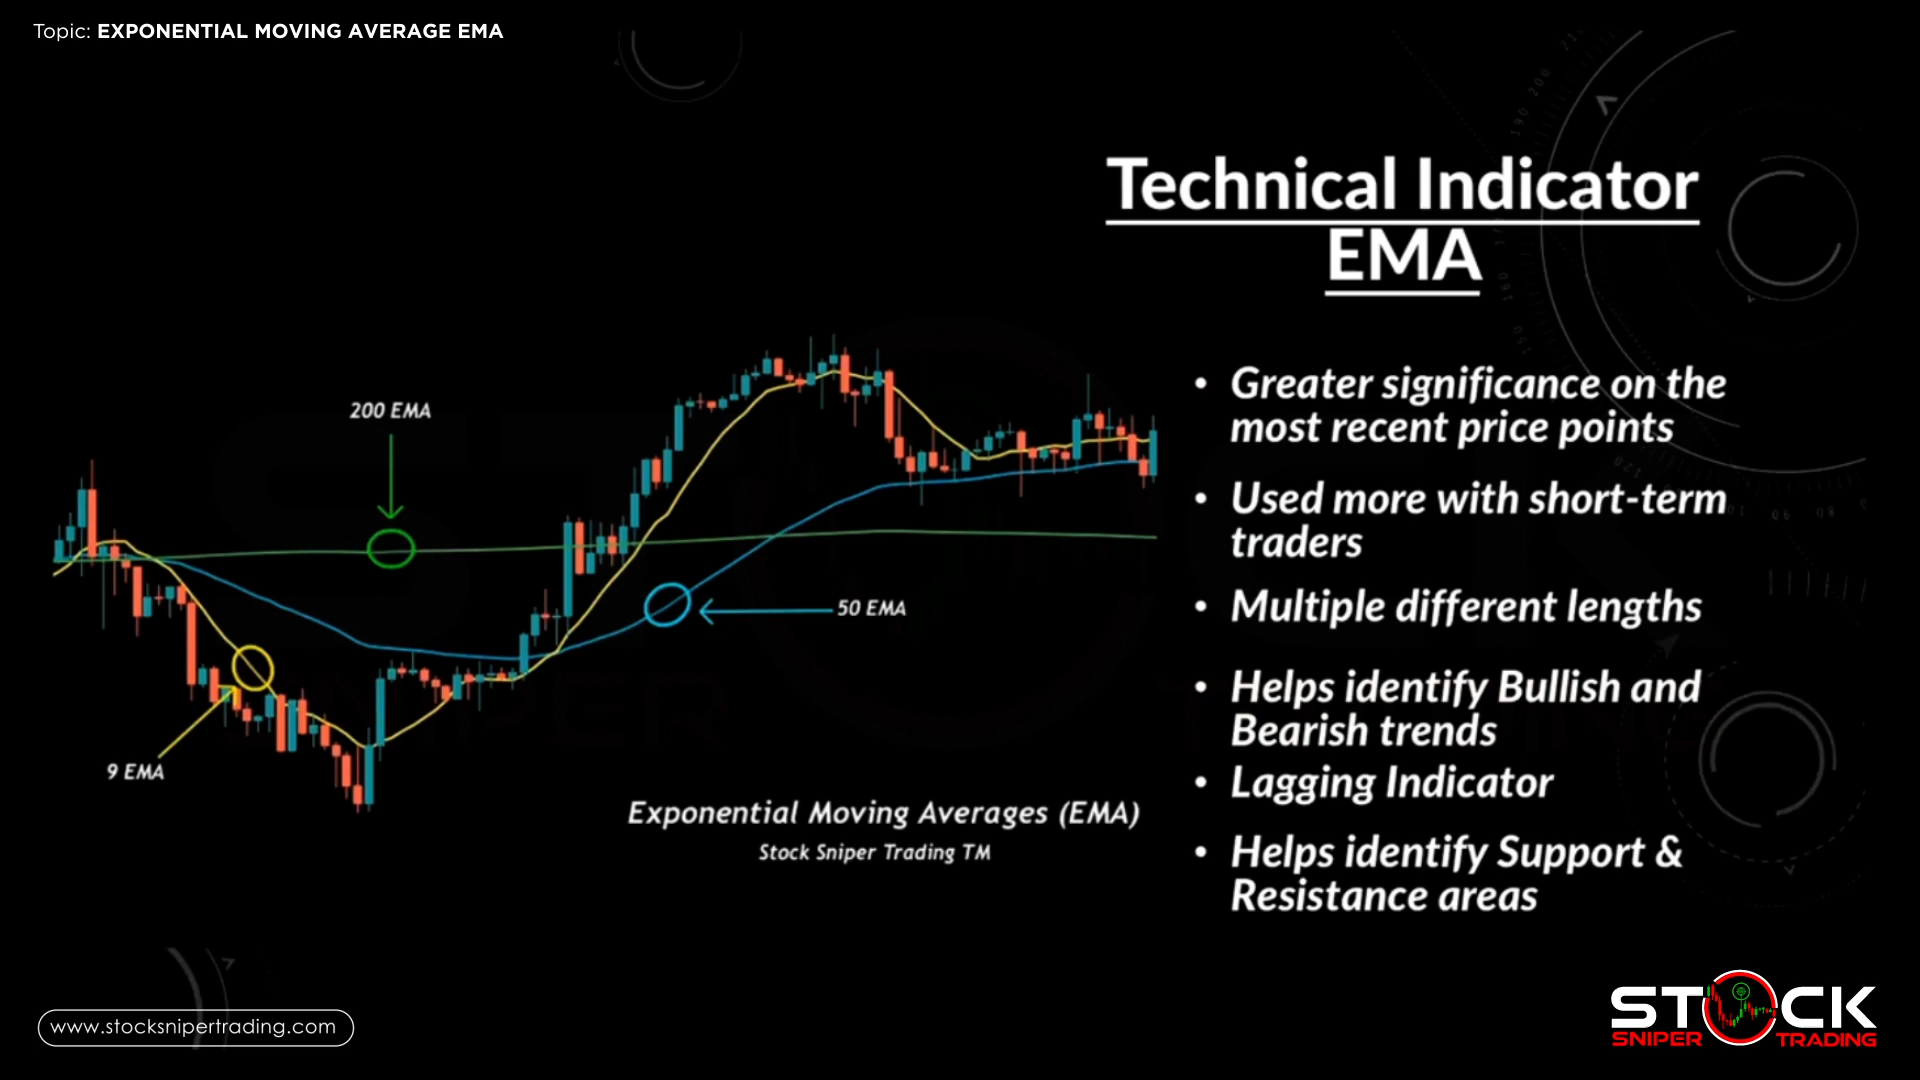 Topic: EXPONENTIAL MOVING AVERAGE EMA
Technical Indicator
EMA
200 EMA
50 EMA
9 EMA
Exponential Moving Averages (EMA)
Stock Sniper Trading TM
• Greater significance on the
most recent price points
• Used more with short-term
traders
• Multiple different lengths
• Helps identify Bullish and
Bearish trends
• Lagging Indicator
• Helps identify Support &
Resistance areas
www.stocksnipertrading.com
STOCK
SNIPER TRADING